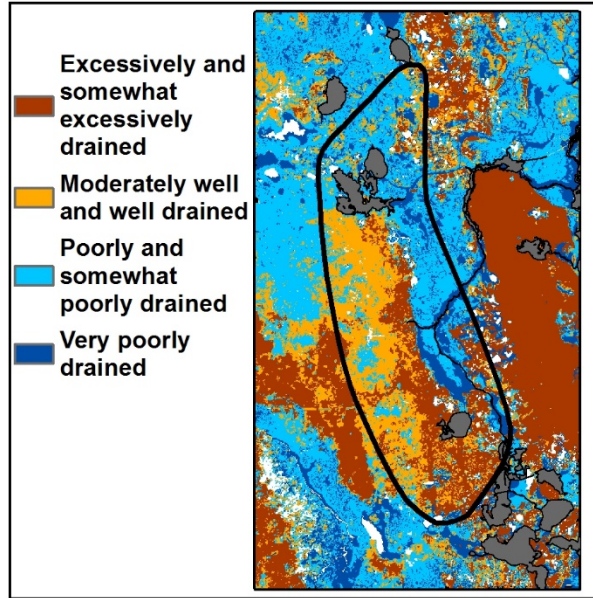 Excessively and
somewhat
excessively
drained
Moderately well
and well drained
Poorly and
somewhat
poorly drained
Very poorly
drained